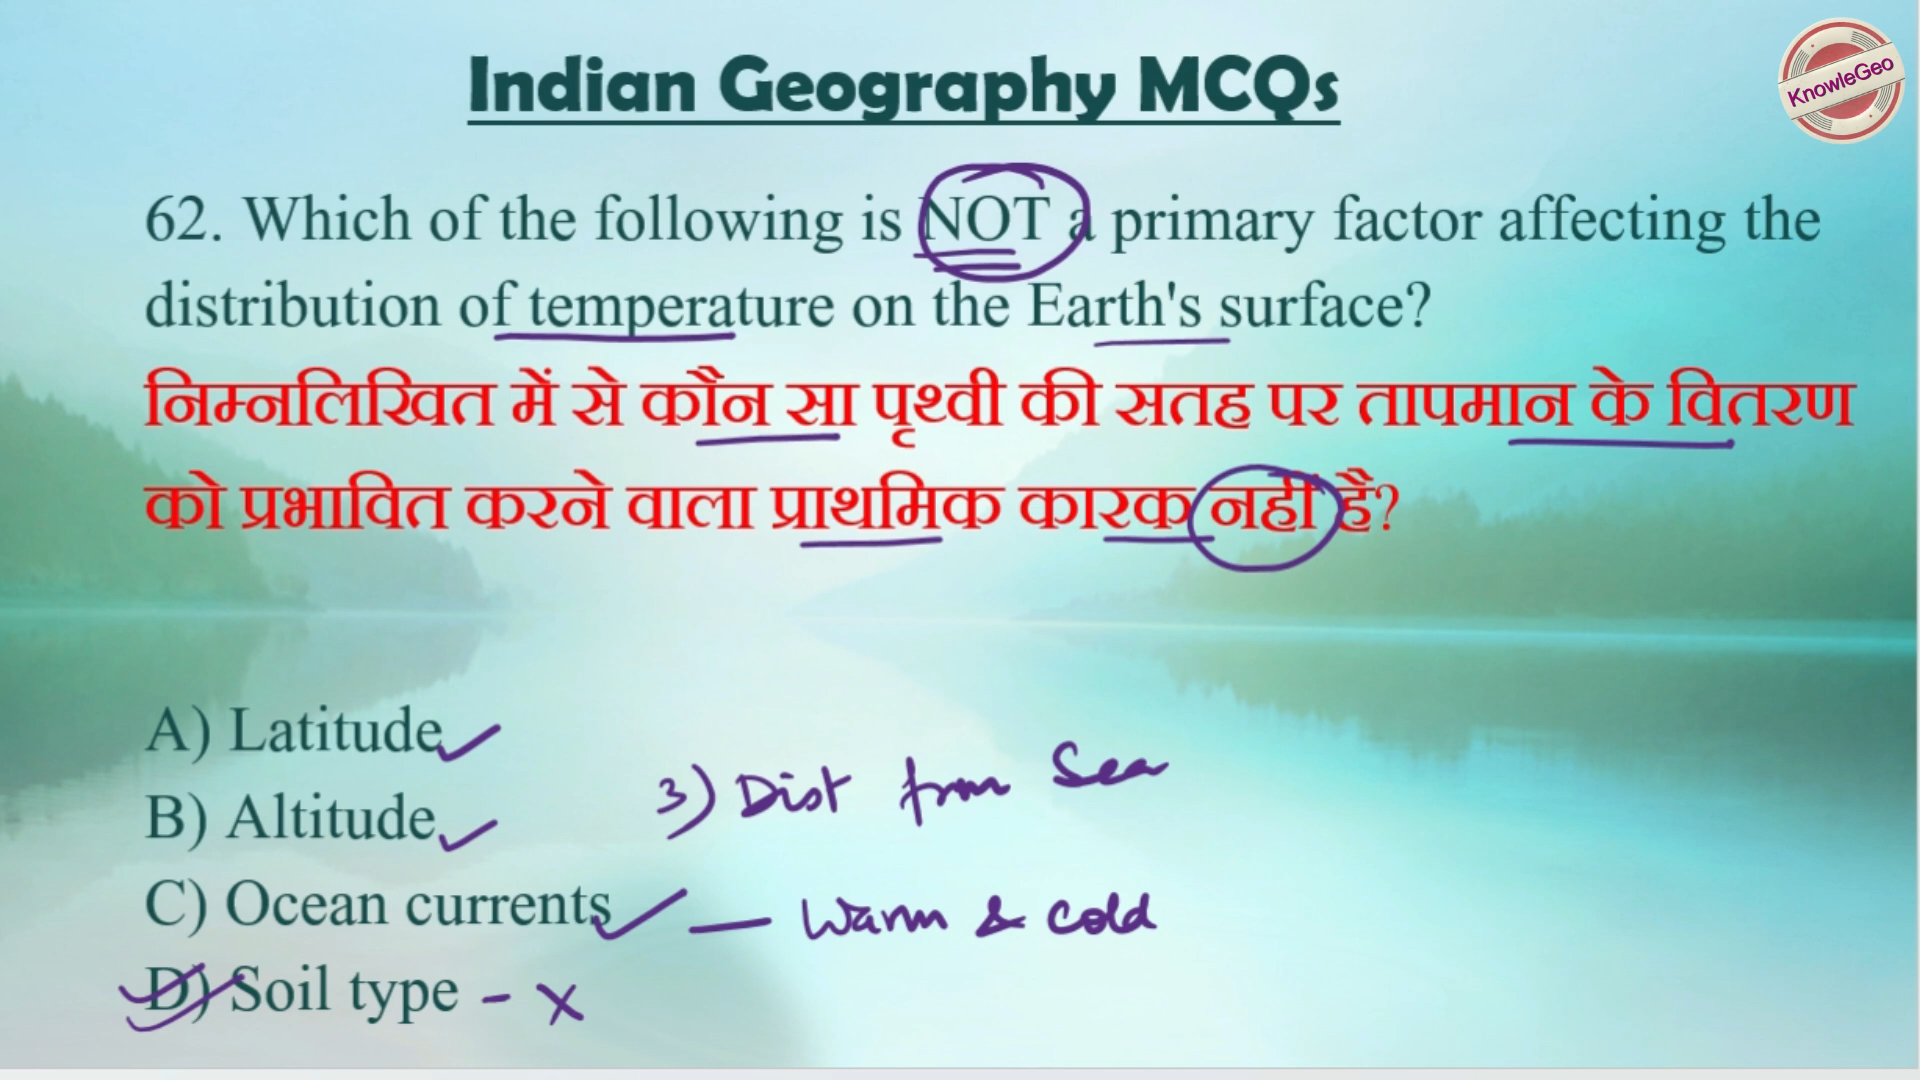 Indian Geography MCQs
KnowleGeo
62. Which of the following is NOT a primary factor affecting the
distribution of temperature on the Earth's surface?
निम्नलिखित में से कौन सा पृथ्वी की सतह पर तापमान के वितरण
को प्रभावित करने वाला प्राथमिक कारक नहीं है?
A) Latitude
3) Dist from Sea
B) Altitude
C) Ocean currents — Warm & cold
D) Soil type - x